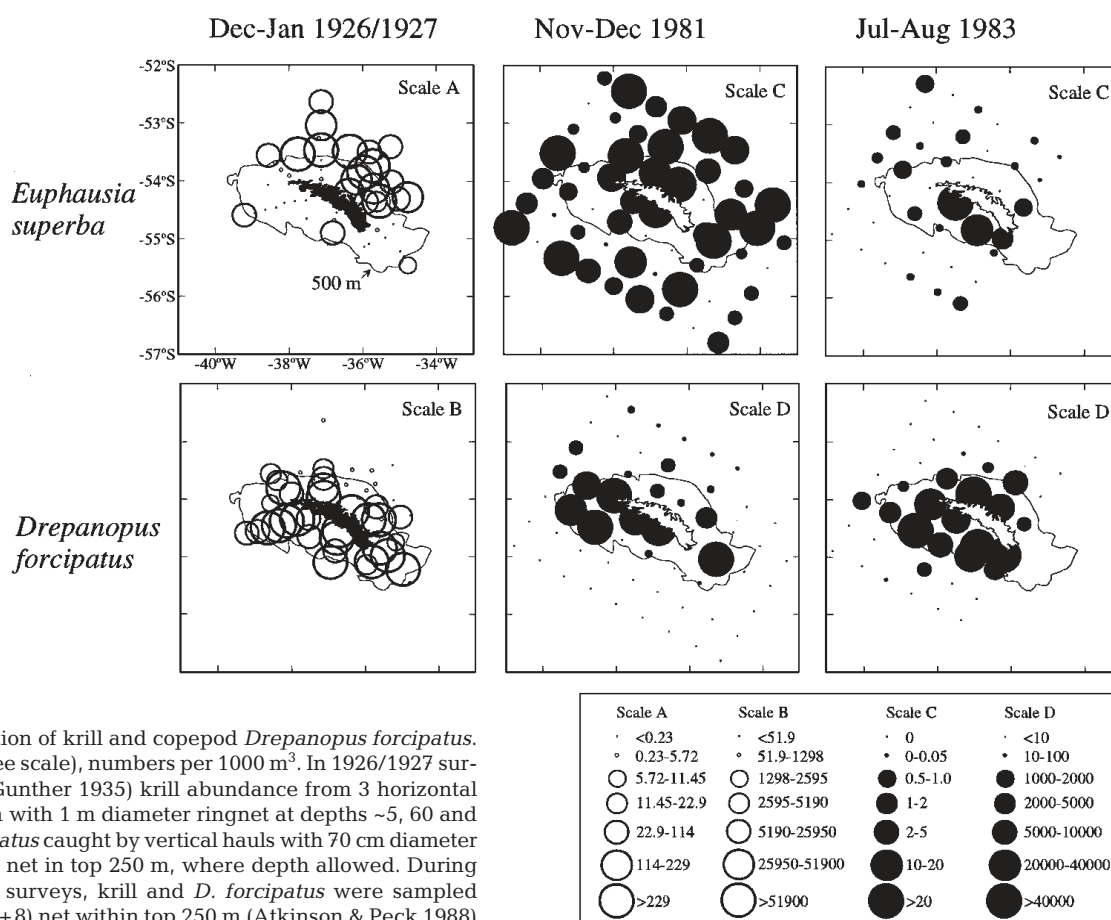 Dec-Jan 1926/1927
Nov-Dec 1981
Jul-Aug 1983
Euphausia
superba
-52°S
-53°S
-54°S
-55°S
-56°S
-57°S
-40°W
-38°W
-36°W
-34°W
Scale A
500 m
Scale C
Scale C
Drepanopus
forcipatus
Scale B
Scale D
Scale D
tion of krill and copepod Drepanopus forcipatus.
ee scale), numbers per 1000 m³. In 1926/1927 sur-
Gunther 1935) krill abundance from 3 horizontal
n with 1 m diameter ringnet at depths ~5, 60 and
patus caught by vertical hauls with 70 cm diameter
net in top 250 m, where depth allowed. During
surveys, krill and D. forcipatus were sampled
+8) net within top 250 m (Atkinson & Peck 1988)
Scale A
<0.23
0.23-5.72
5.72-11.45
11.45-22.9
22.9-114
114-229
>229
Scale B
<51.9
51.9-1298
1298-2595
2595-5190
5190-25950
25950-51900
>51900
Scale C
0
0-0.05
0.5-1.0
1-2
2-5
10-20
>20
Scale D
<10
10-100
1000-2000
2000-5000
5000-10000
20000-40000
>40000